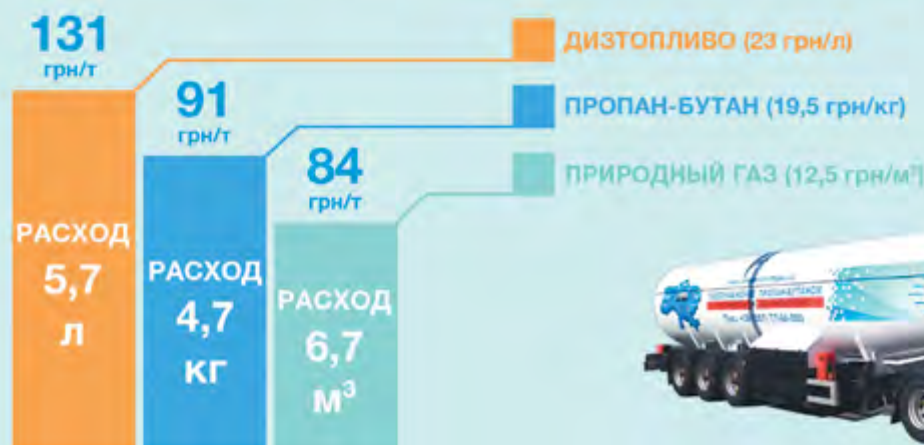 131
грн/т
ДИЗТОПЛИВО (23 грн/л)
91
грн/т
ПРОПАН-БУТАН (19,5 грн/кг)
84
грн/т
ПРИРОДНЫЙ ГАЗ (12,5 грн/м³)
РАСХОД
5,7
л
РАСХОД
4,7
кг
РАСХОД
6,7
м³